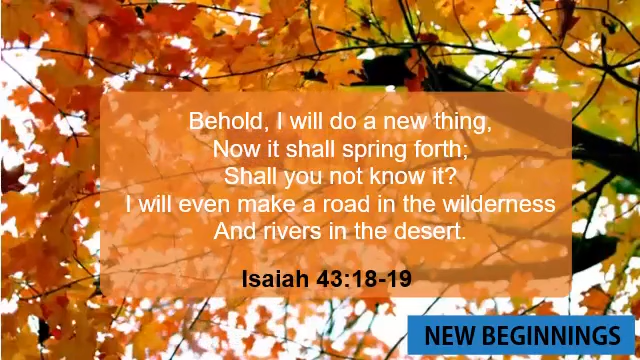 Behold, I will do a new thing,
Now it shall spring forth;
Shall you not know it?
I will even make a road in the wilderness
And rivers in the desert.
Isaiah 43:18-19
NEW BEGINNINGS